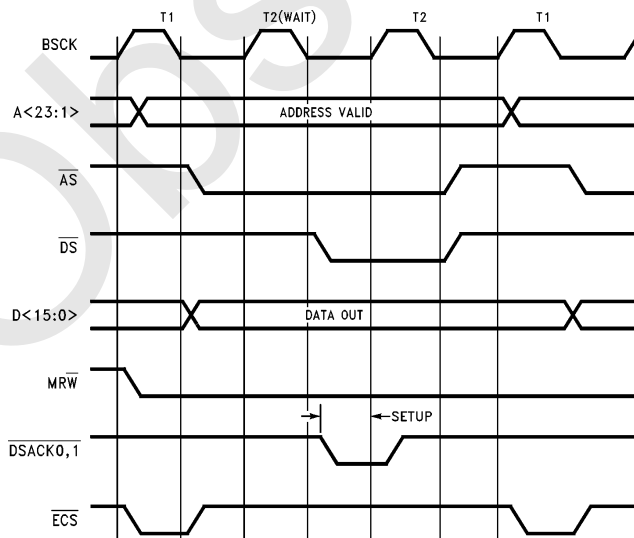 T1 T2(WAIT) T2 T1
BSCK
A<23:1> ADDRESS VALID
AS
DS
D<15:0> DATA OUT
MRW
SETUP
DSACK0,1
ECS
Obs